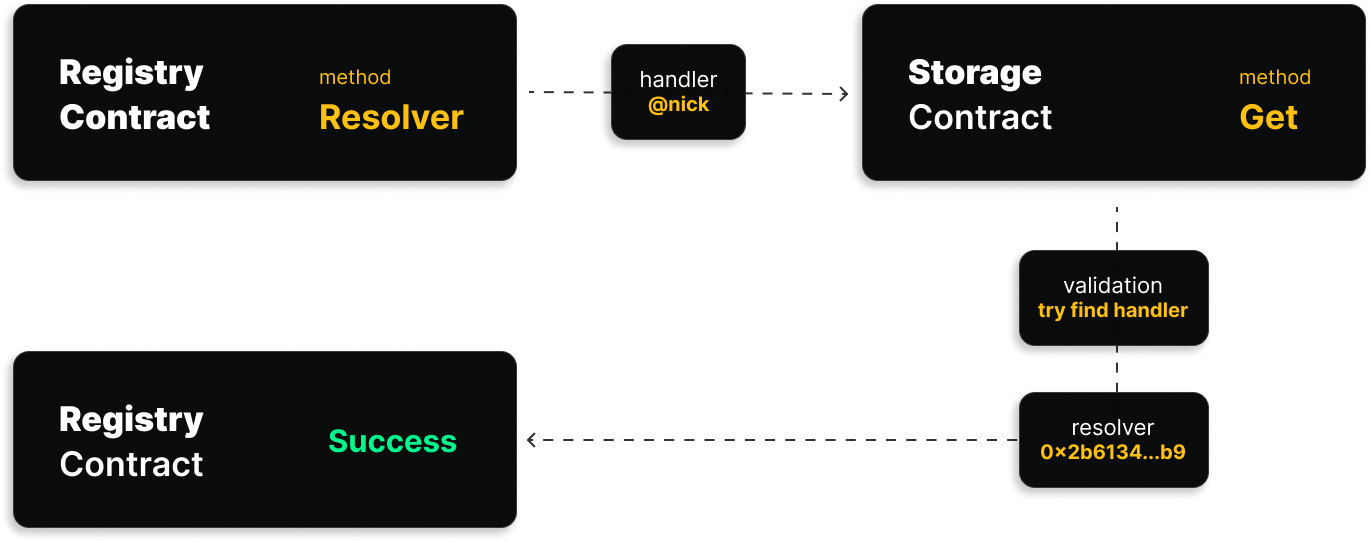 Registry
Contract
method
Resolver
handler
@nick
Storage
Contract
method
Get
validation
try find handler
resolver
0×2b6134...b9
Registry
Contract
Success